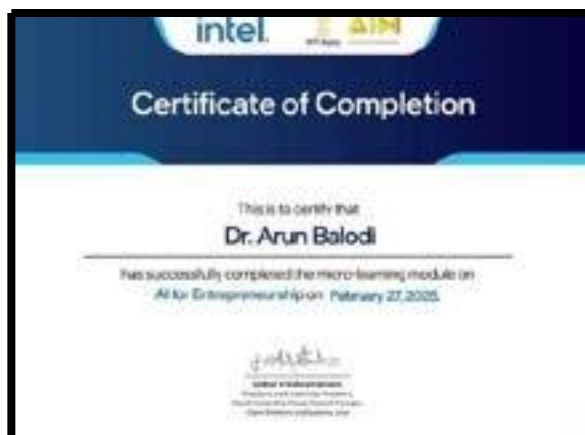 intel. AIM
Certificate of Completion
This is to certify that
Dr. Arun Balodi
has successfully completed the micro-learning module on
AI for Entrepreneurship on February 27, 2025.